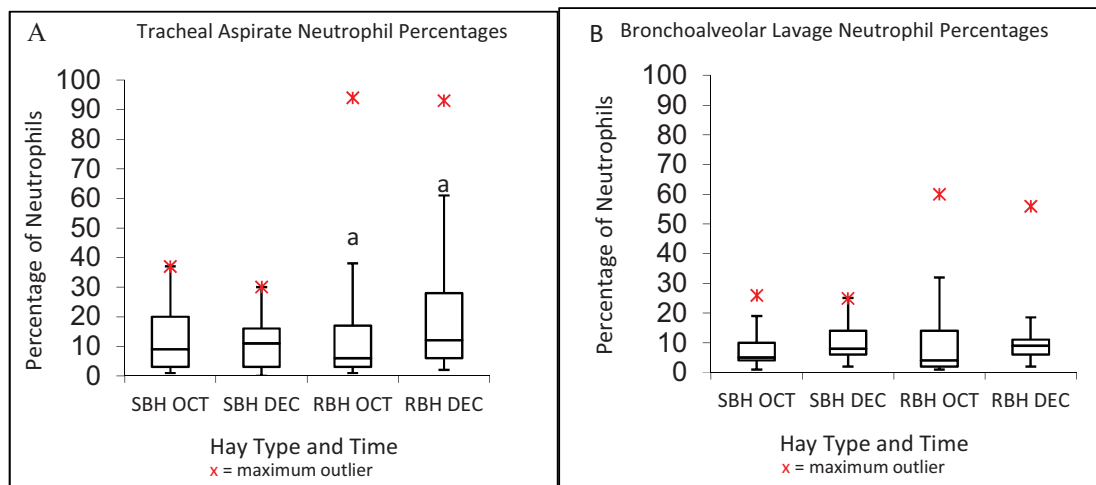 A Tracheal Aspirate Neutrophil Percentages
Percentage of Neutrophils
100
90
80
70
60
50
40
30
20
10
0
a
a
SBH OCT SBH DEC RBH OCT RBH DEC
Hay Type and Time
x = maximum outlier
B Bronchoalveolar Lavage Neutrophil Percentages
Percentage of Neutrophils
100
90
80
70
60
50
40
30
20
10
0
SBH OCT SBH DEC RBH OCT RBH DEC
Hay Type and Time
x = maximum outlier